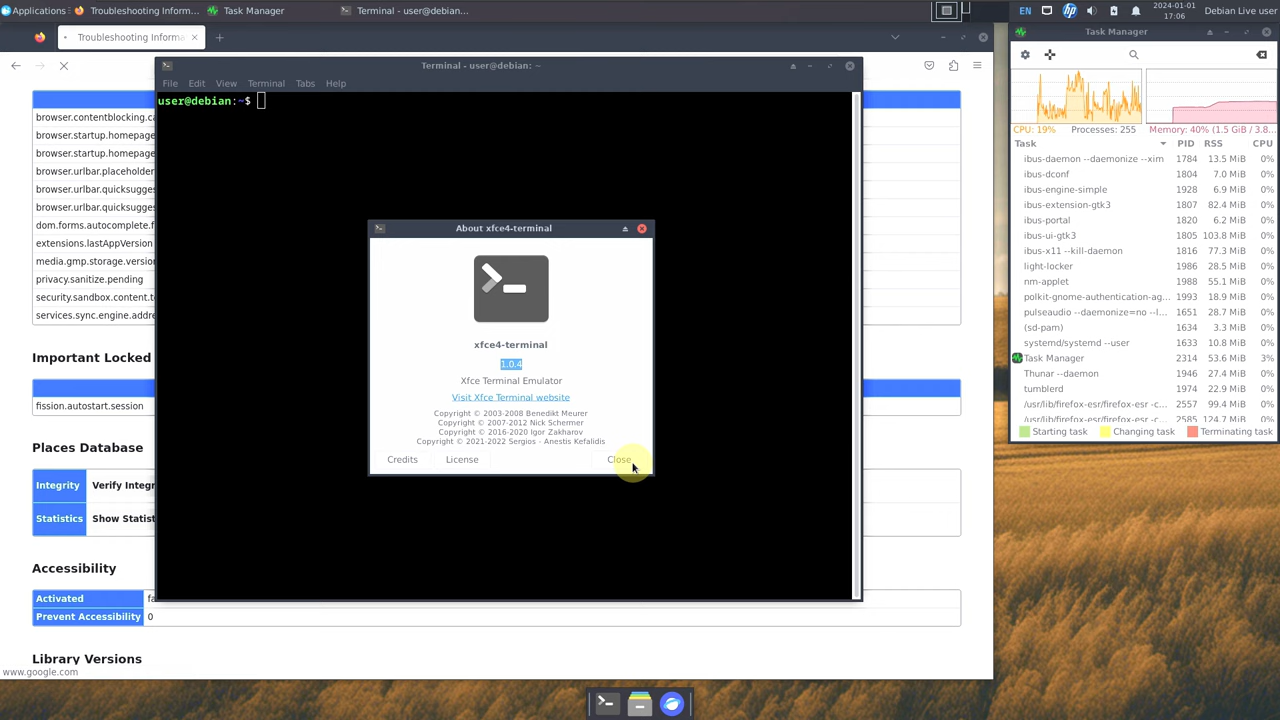 Applications
Troubleshooting Inform...
Task Manager
Terminal - user@debian:...
EN
2024-01-01
17:06
Debian Live user
Troubleshooting Informa
Terminal - user@debian: ~
File Edit View Terminal Tabs Help
user@debian:~$
browser.contentblocking.ca
browser.startup.homepage
browser.startup.homepage
browser.urlbar.placeholder
browser.urlbar.quicksugges
browser.urlbar.quicksugges
dom.forms.autocomplete.f
extensions.lastAppVersion
media.gmp.storage.version
privacy.sanitize.pending
security.sandbox.content.te
services.sync.engine.addre
Important Locked
fission.autostart.session
Places Database
Integrity Verify Integr
Statistics Show Statist
Accessibility
Activated fa
Prevent Accessibility 0
Library Versions
www.google.com
About xfce4-terminal
xfce4-terminal
1.0.4
Xfce Terminal Emulator
Visit Xfce Terminal website
Copyright © 2003-2008 Benedikt Meurer
Copyright © 2007-2012 Nick Schermer
Copyright © 2016-2020 Igor Zakharov
Copyright © 2021-2022 Sergios - Anestis Kefalidis
Credits License Close
Task Manager
CPU: 19% Processes: 255 Memory: 40% (1.5 GiB / 3.8...
Task PID RSS CPU
ibus-daemon --daemonize --xim 1784 13.5 MiB 0%
ibus-dconf 1804 7.0 MiB 0%
ibus-engine-simple 1928 6.9 MiB 0%
ibus-extension-gtk3 1807 82.4 MiB 0%
ibus-portal 1820 6.2 MiB 0%
ibus-ui-gtk3 1805 103.8 MiB 0%
ibus-x11 --kill-daemon 1816 77.3 MiB 0%
light-locker 1986 28.5 MiB 0%
nm-applet 1988 55.1 MiB 0%
polkit-gnome-authentication-ag... 1993 18.9 MiB 0%
pulseaudio --daemonize=no --l... 1651 28.7 MiB 0%
(sd-pam) 1634 3.3 MiB 0%
systemd/systemd --user 1633 10.8 MiB 0%
Task Manager 2314 53.6 MiB 3%
Thunar --daemon 1946 27.4 MiB 0%
tumblerd 1974 22.9 MiB 0%
/usr/lib/firefox-esr/firefox-esr -c... 2557 99.4 MiB 0%
/usr/lib/firefox-esr/firefox-esr -c... 2585 124.7 MiB 0%
Starting task Changing task Terminating task